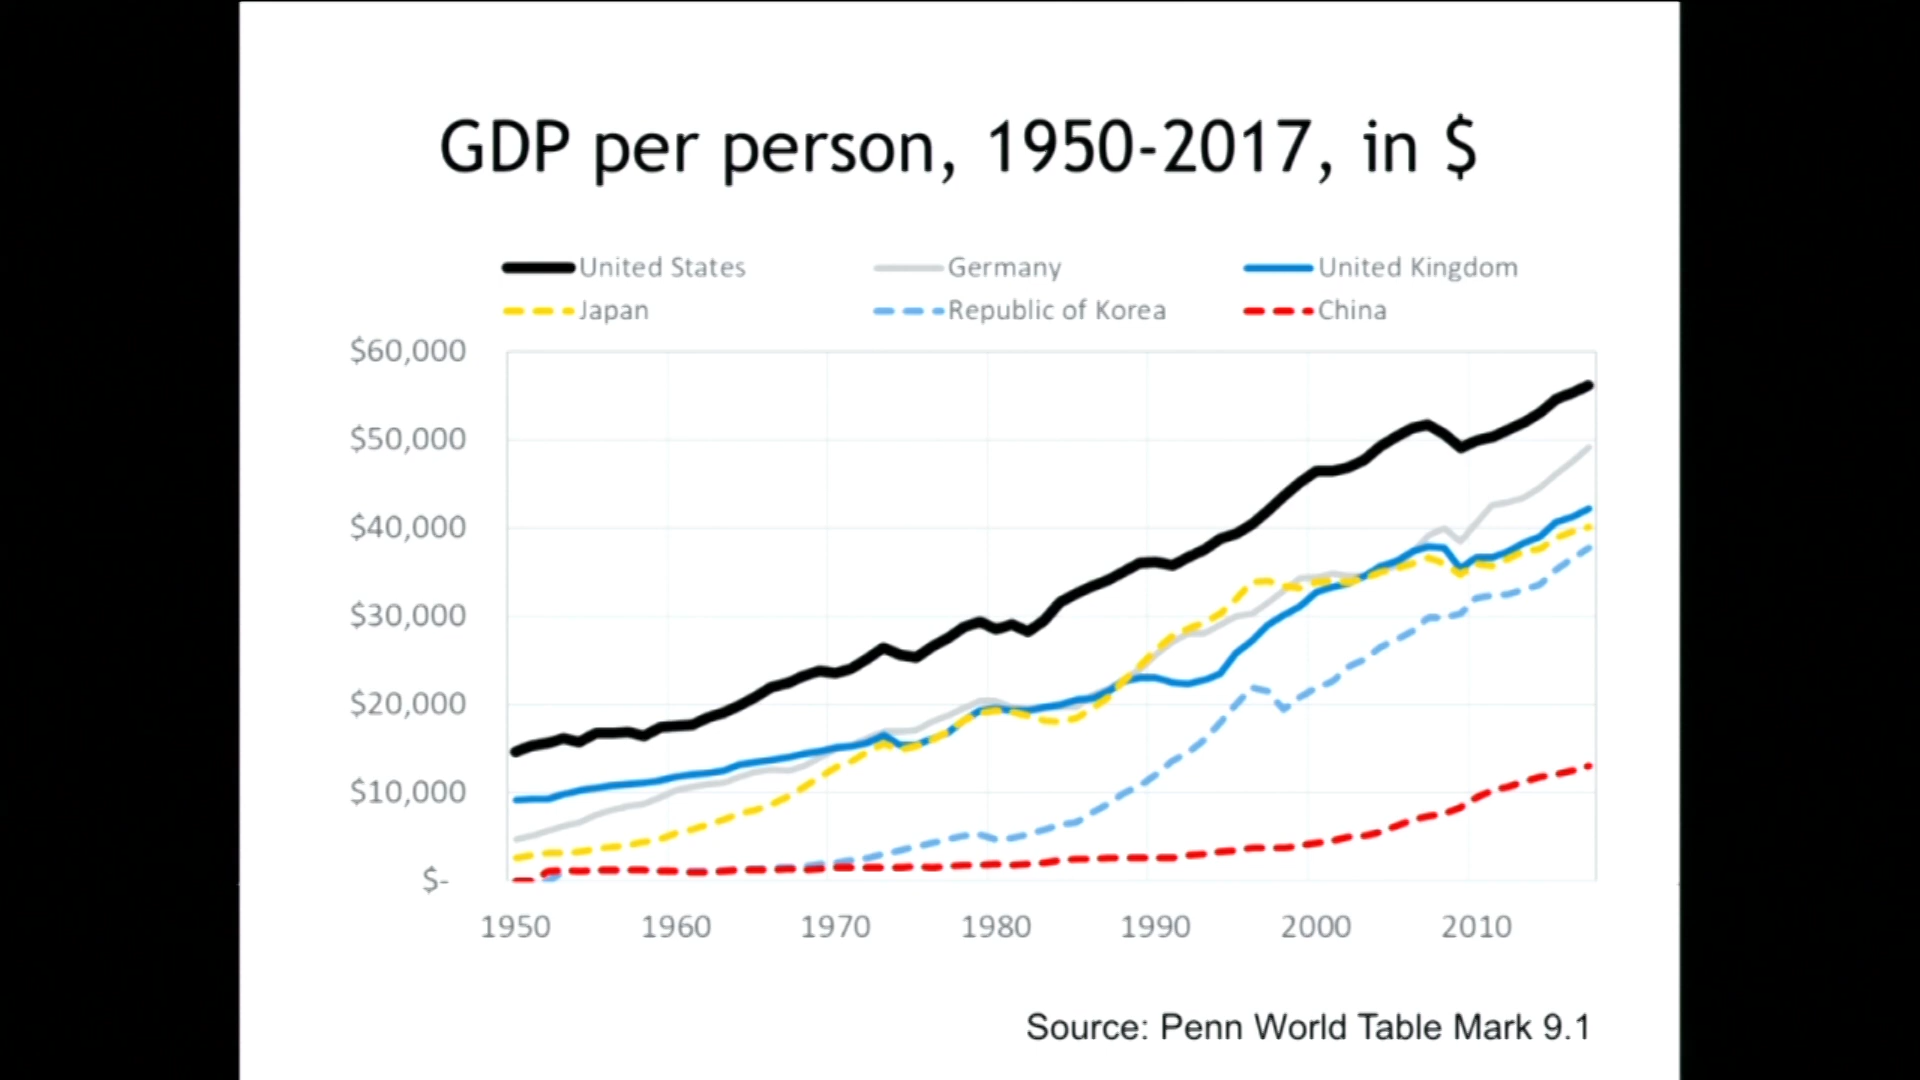 GDP per person, 1950-2017, in $
United States Germany United Kingdom
Japan Republic of Korea China
$60,000
$50,000
$40,000
$30,000
$20,000
$10,000
$-
1950 1960 1970 1980 1990 2000 2010
Source: Penn World Table Mark 9.1